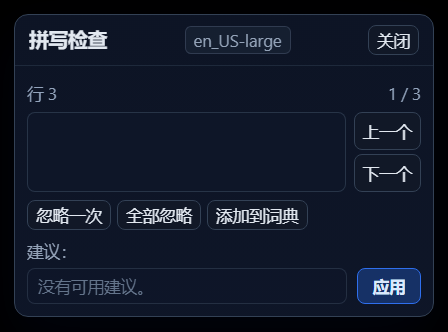 拼写检查 en_US-large 关闭
行 3 1 / 3
上一个
下一个
忽略一次 全部忽略 添加到词典
建议：
没有可用建议。 应用